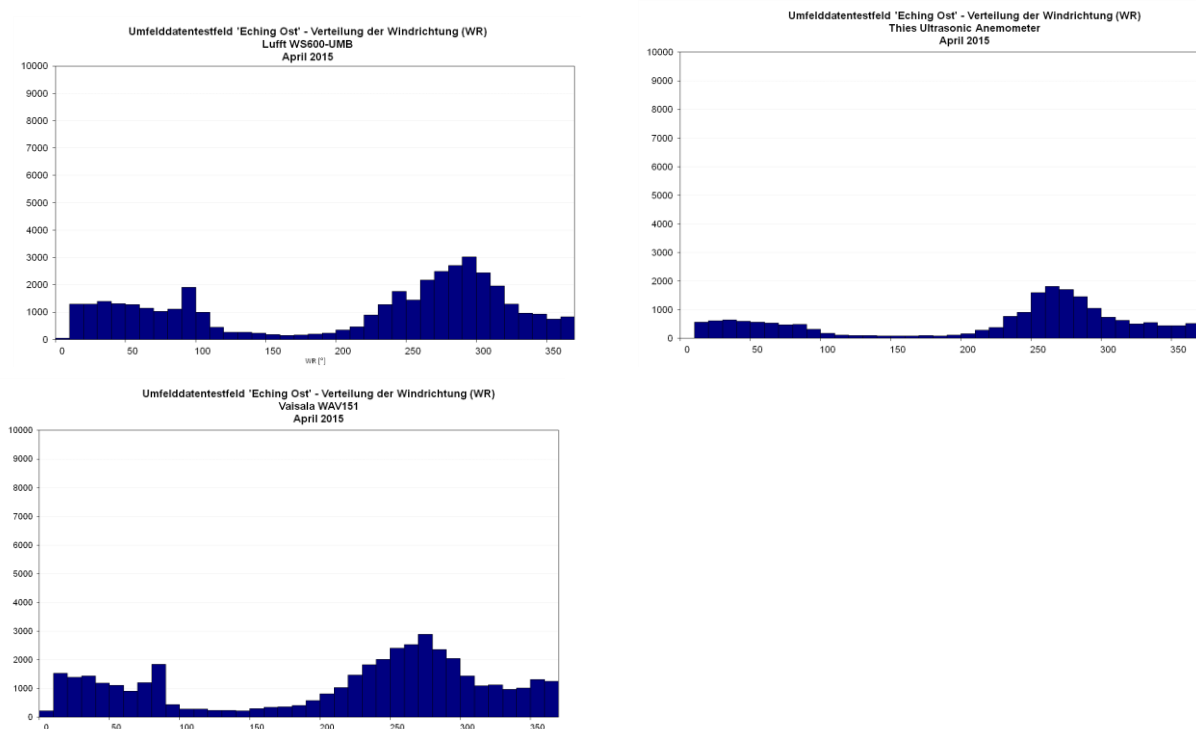 Umfelddatentestfeld 'Eching Ost' - Verteilung der Windrichtung (WR)
Lufft WS600-UMB
April 2015
10000
9000
8000
7000
6000
5000
4000
3000
2000
1000
0
0 50 100 150 200 250 300 350
WR [°]
Umfelddatentestfeld 'Eching Ost' - Verteilung der Windrichtung (WR)
Thies Ultrasonic Anemometer
April 2015
10000
9000
8000
7000
6000
5000
4000
3000
2000
1000
0
0 50 100 150 200 250 300 350
Umfelddatentestfeld 'Eching Ost' - Verteilung der Windrichtung (WR)
Vaisala WAV151
April 2015
10000
9000
8000
7000
6000
5000
4000
3000
2000
1000
0
0 50 100 150 200 250 300 350